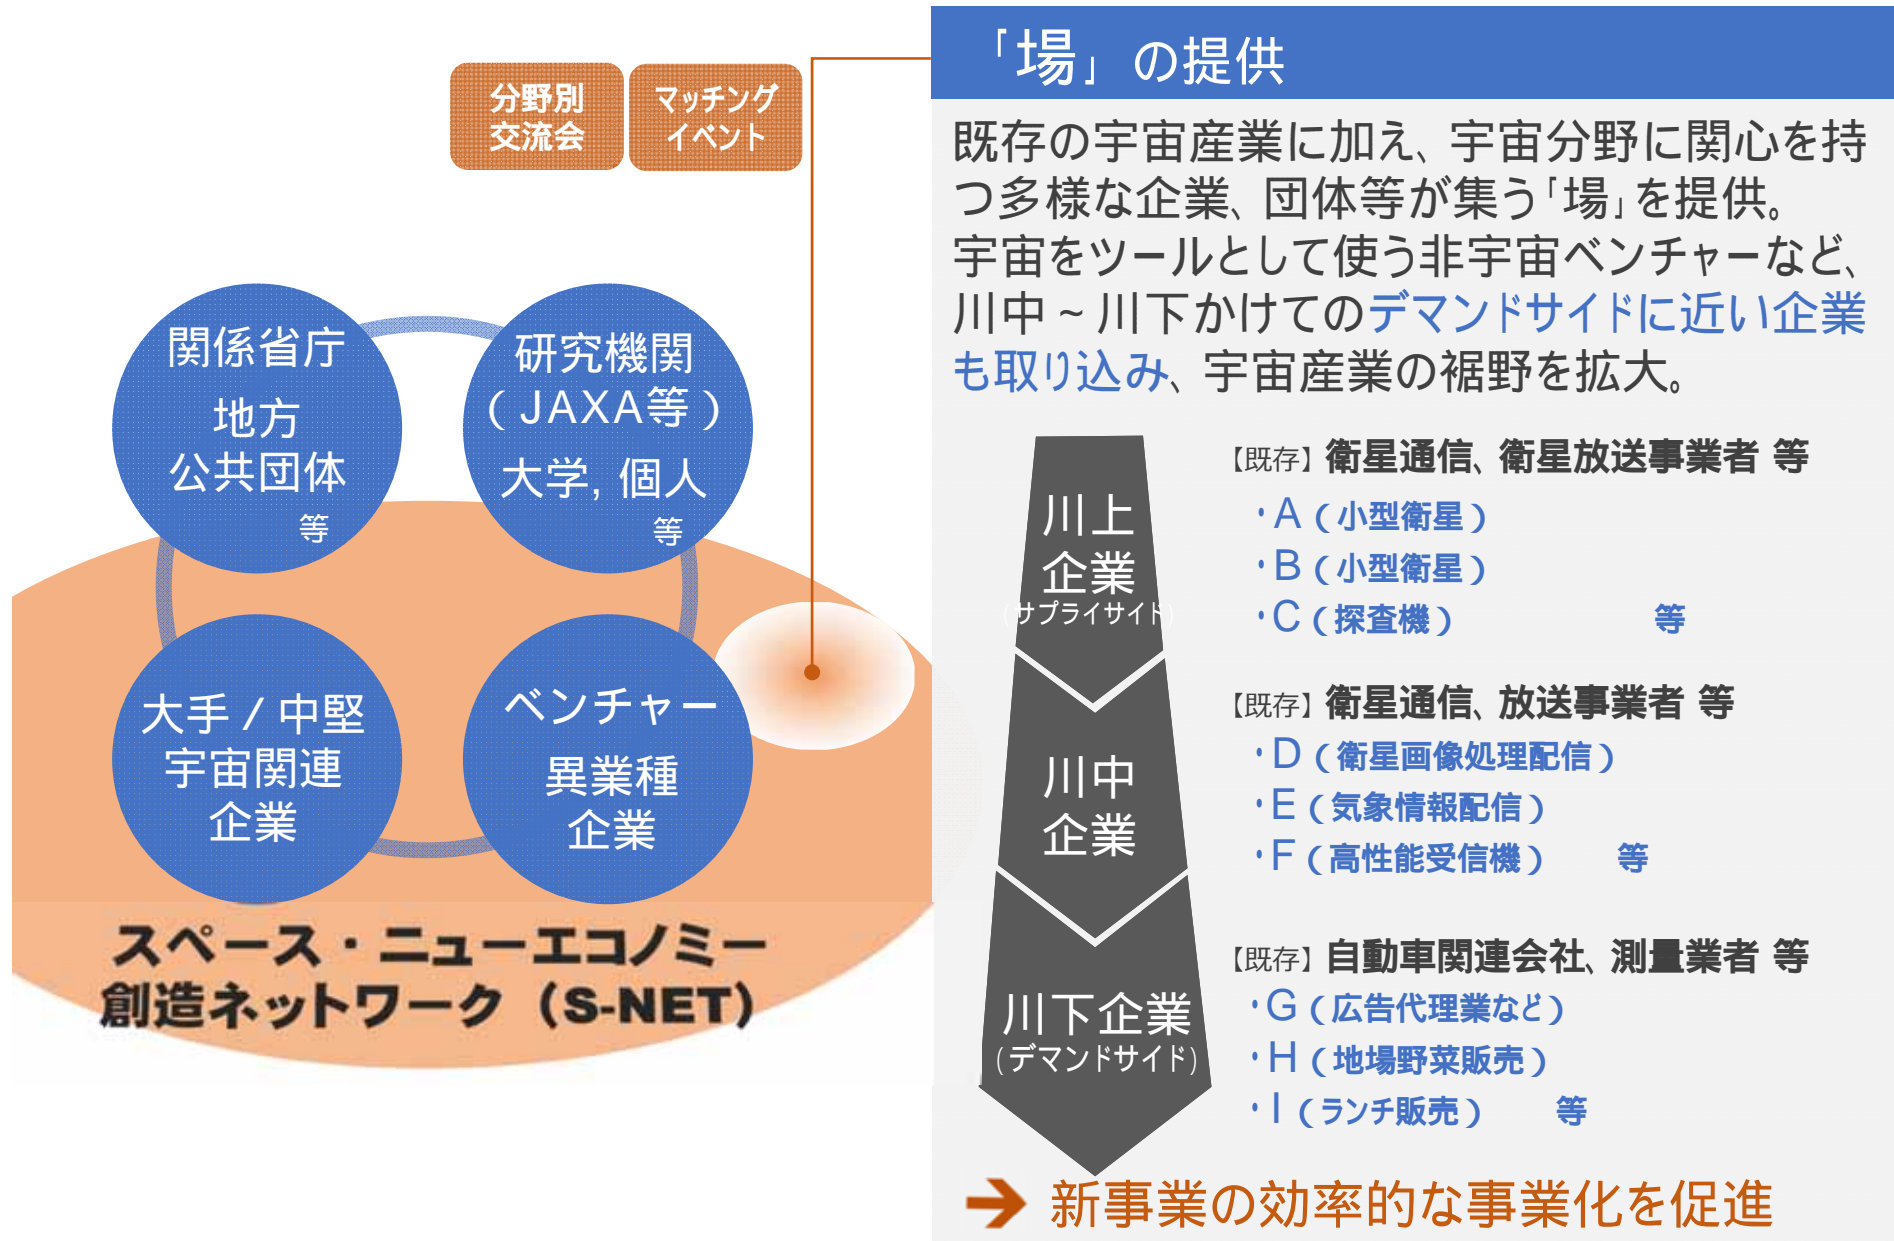 分野別
交流会
マッチング
イベント
関係省庁
地方
公共団体
等
研究機関
（JAXA等）
大学, 個人
等
大手 / 中堅
宇宙関連
企業
ベンチャー
異業種
企業
スペース・ニューエコノミー
創造ネットワーク（S-NET）
「場」の提供
既存の宇宙産業に加え、宇宙分野に関心を持
つ多様な企業、団体等が集う「場」を提供。
宇宙をツールとして使う非宇宙ベンチャーなど、
川中～川下かけてのデマンドサイドに近い企業
も取り込み、宇宙産業の裾野を拡大。
川上
企業
(サプライサイド)
【既存】衛星通信、衛星放送事業者 等
・A（小型衛星）
・B（小型衛星）
・C（探査機） 等
川中
企業
【既存】衛星通信、放送事業者 等
・D（衛星画像処理配信）
・E（気象情報配信）
・F（高性能受信機） 等
川下企業
(デマンドサイド)
【既存】自動車関連会社、測量業者 等
・G（広告代理業など）
・H（地場野菜販売）
・I（ランチ販売） 等
➔ 新事業の効率的な事業化を促進